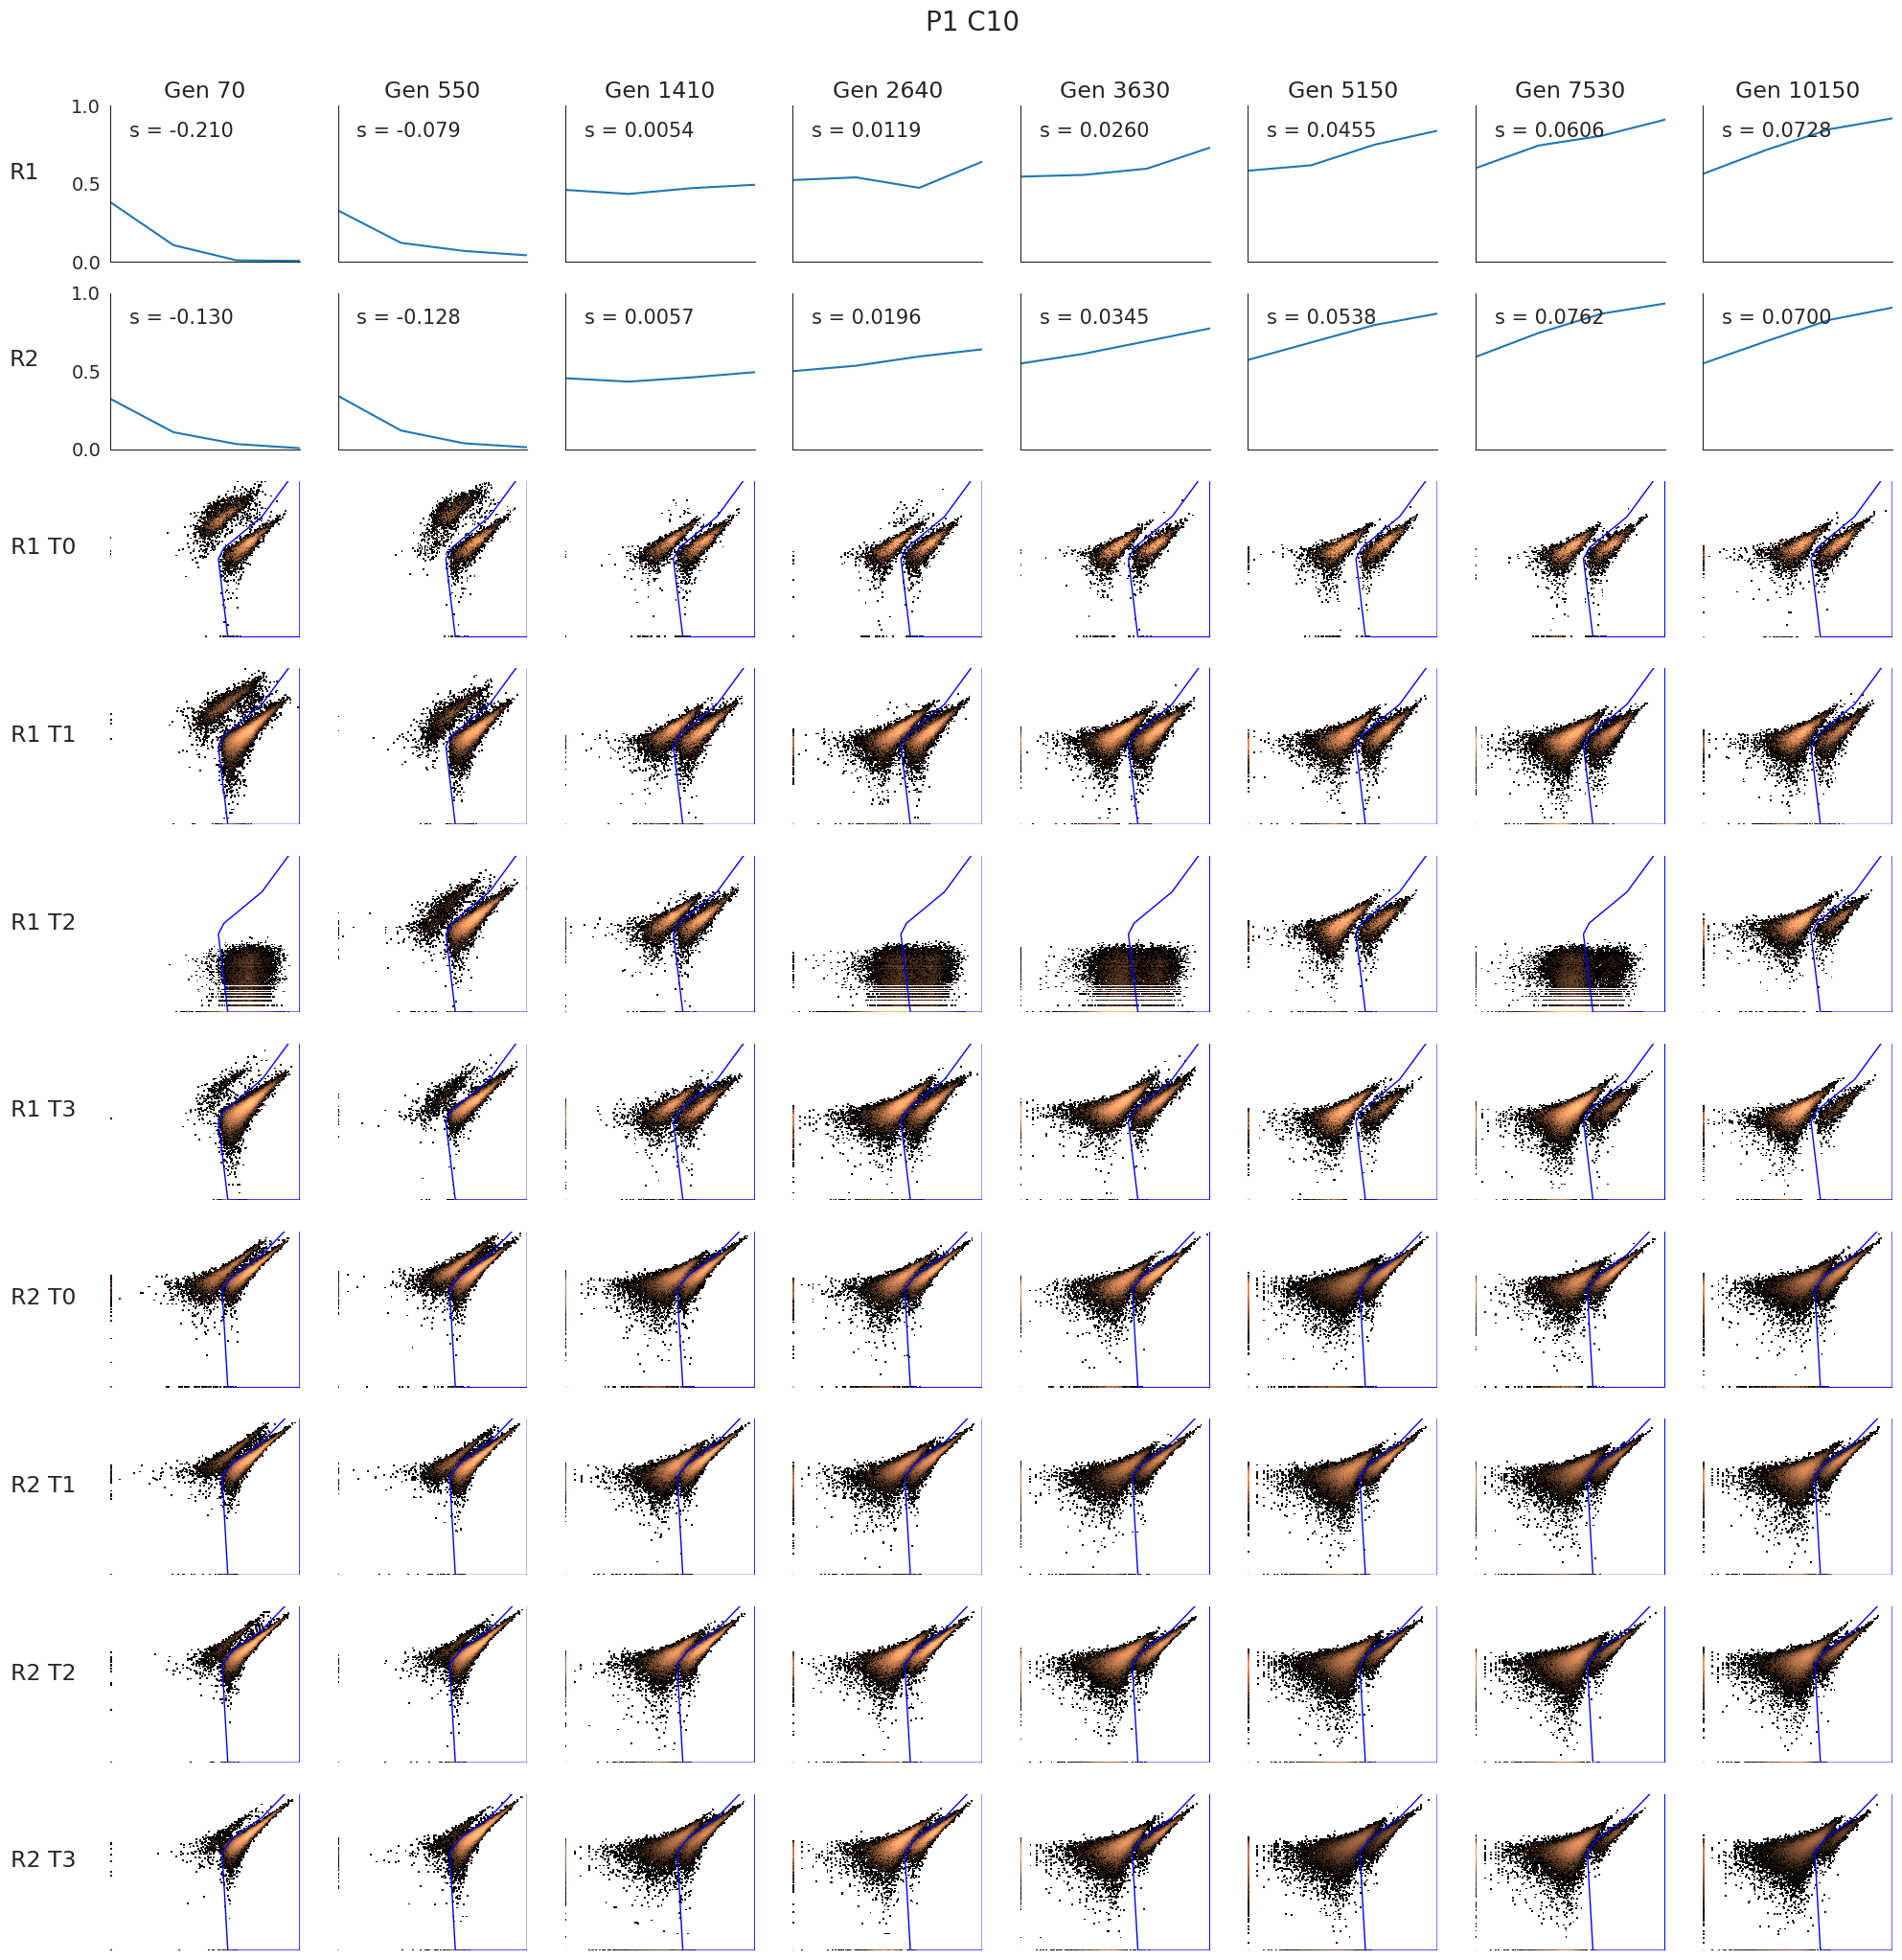 P1 C10
Gen 70 Gen 550 Gen 1410 Gen 2640 Gen 3630 Gen 5150 Gen 7530 Gen 10150
R1
1.0
0.5
0.0
s = -0.210 s = -0.079 s = 0.0054 s = 0.0119 s = 0.0260 s = 0.0455 s = 0.0606 s = 0.0728
R2
1.0
0.5
0.0
s = -0.130 s = -0.128 s = 0.0057 s = 0.0196 s = 0.0345 s = 0.0538 s = 0.0762 s = 0.0700
R1 T0
R1 T1
R1 T2
R1 T3
R2 T0
R2 T1
R2 T2
R2 T3